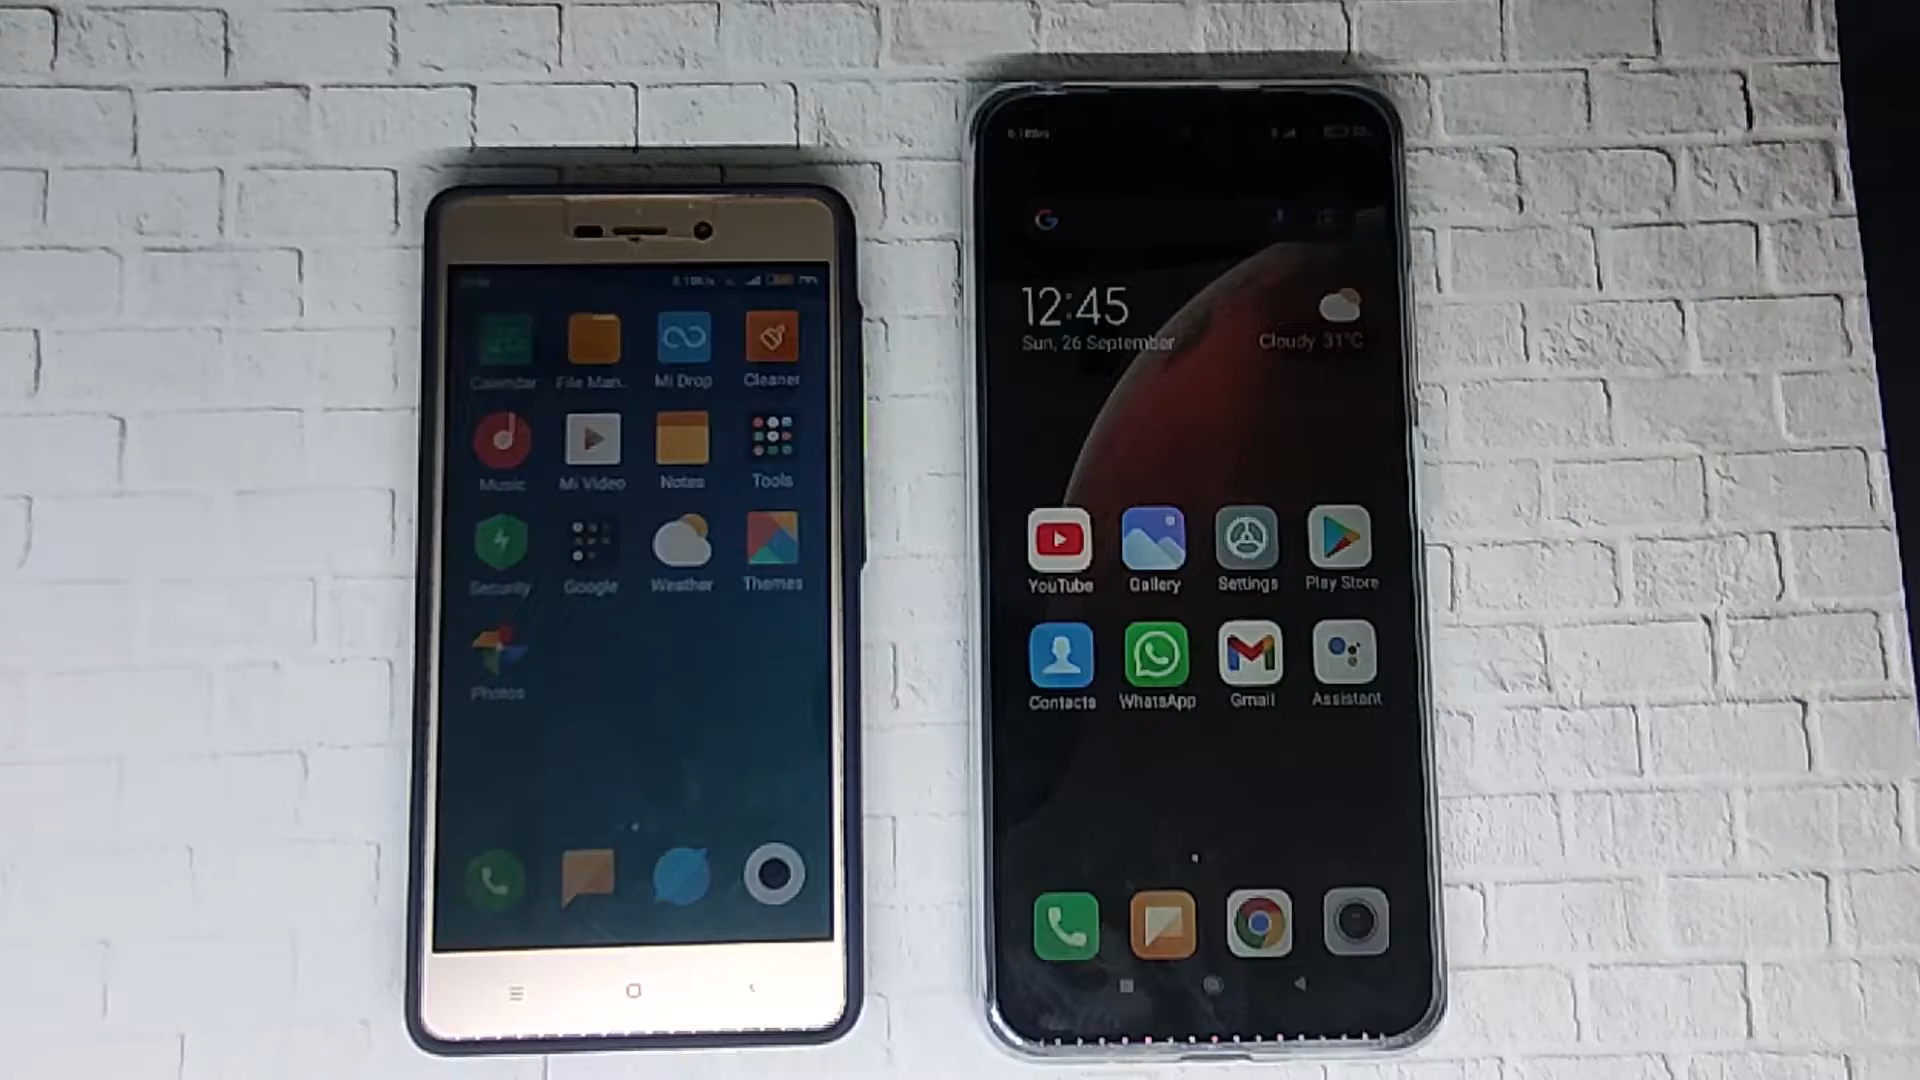 26
Calendar
File Man..
Mi Drop
Cleaner
Music
Mi Video
Notes
Tools
Security
Google
Weather
Themes
Photos
G
12:45
Sun, 26 September
Cloudy 31°C
YouTube
Gallery
Settings
Play Store
Contacts
WhatsApp
Gmail
Assistant